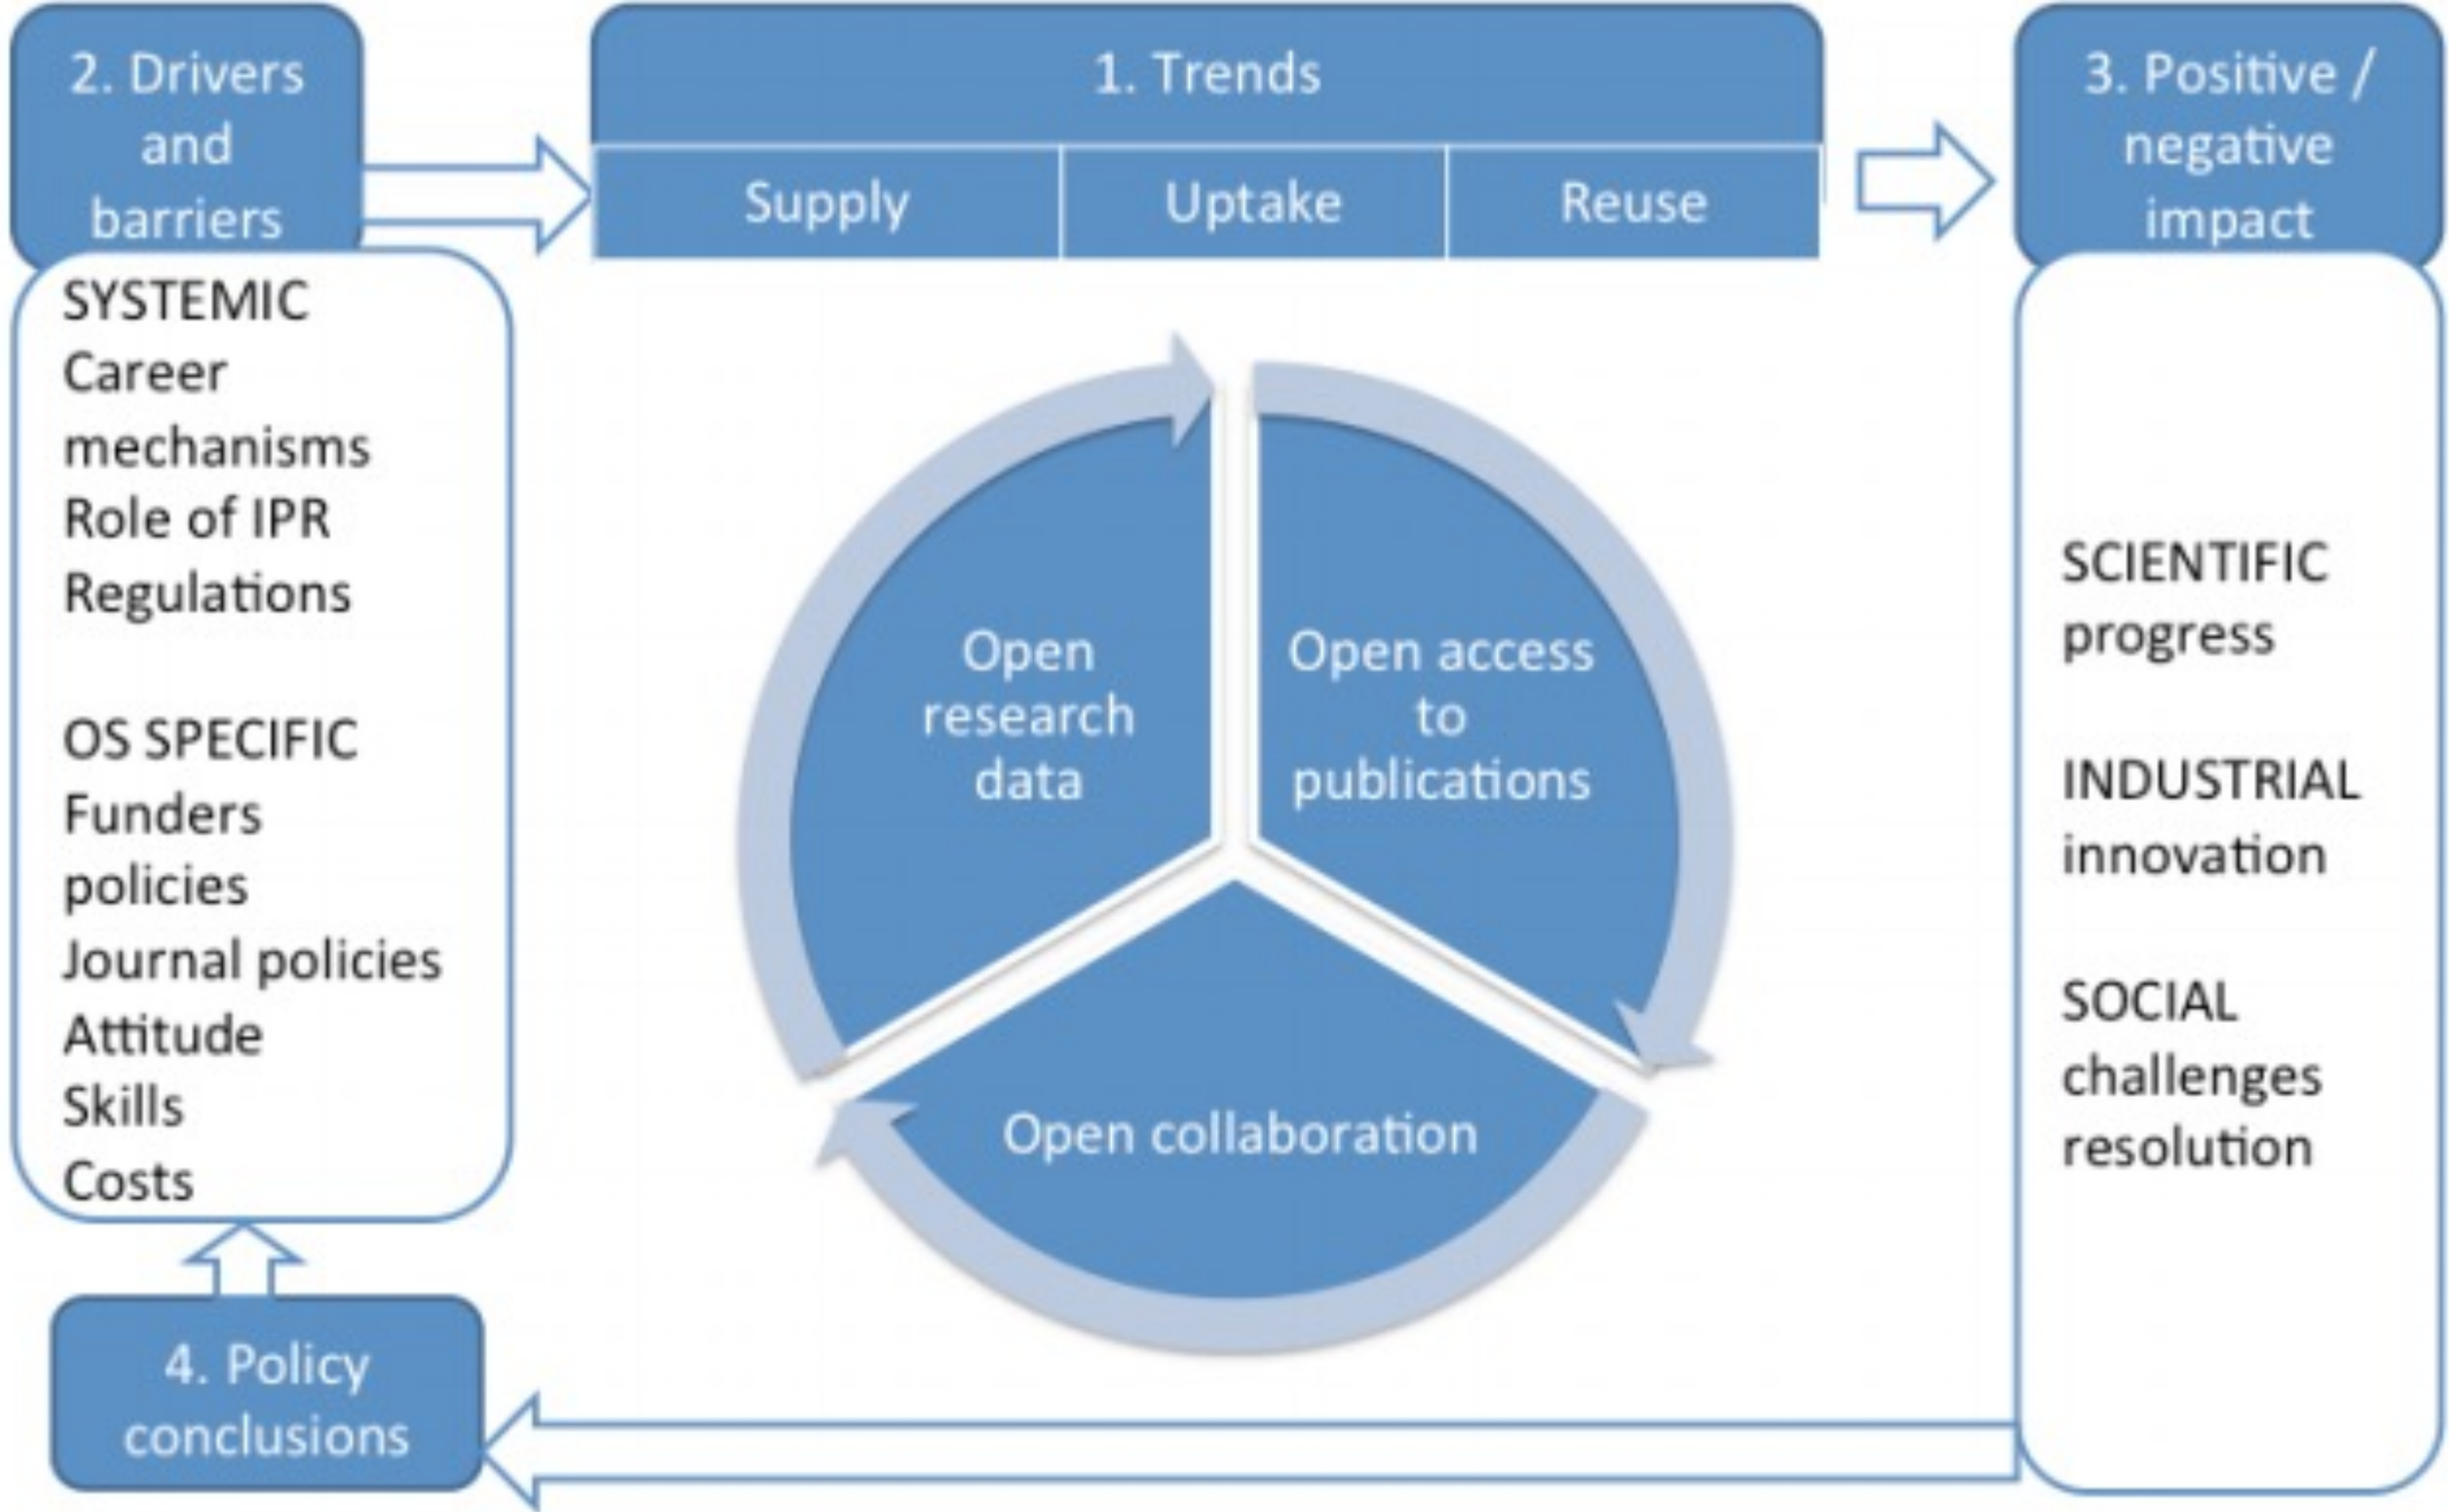 2. Drivers
and
barriers
SYSTEMIC
Career
mechanisms
Role of IPR
Regulations
OS SPECIFIC
Funders
policies
Journal policies
Attitude
Skills
Costs
1. Trends
Supply
Uptake
Reuse
Open
research
data
Open access
to
publications
Open collaboration
3. Positive /
negative
impact
SCIENTIFIC
progress
INDUSTRIAL
innovation
SOCIAL
challenges
resolution
4. Policy
conclusions